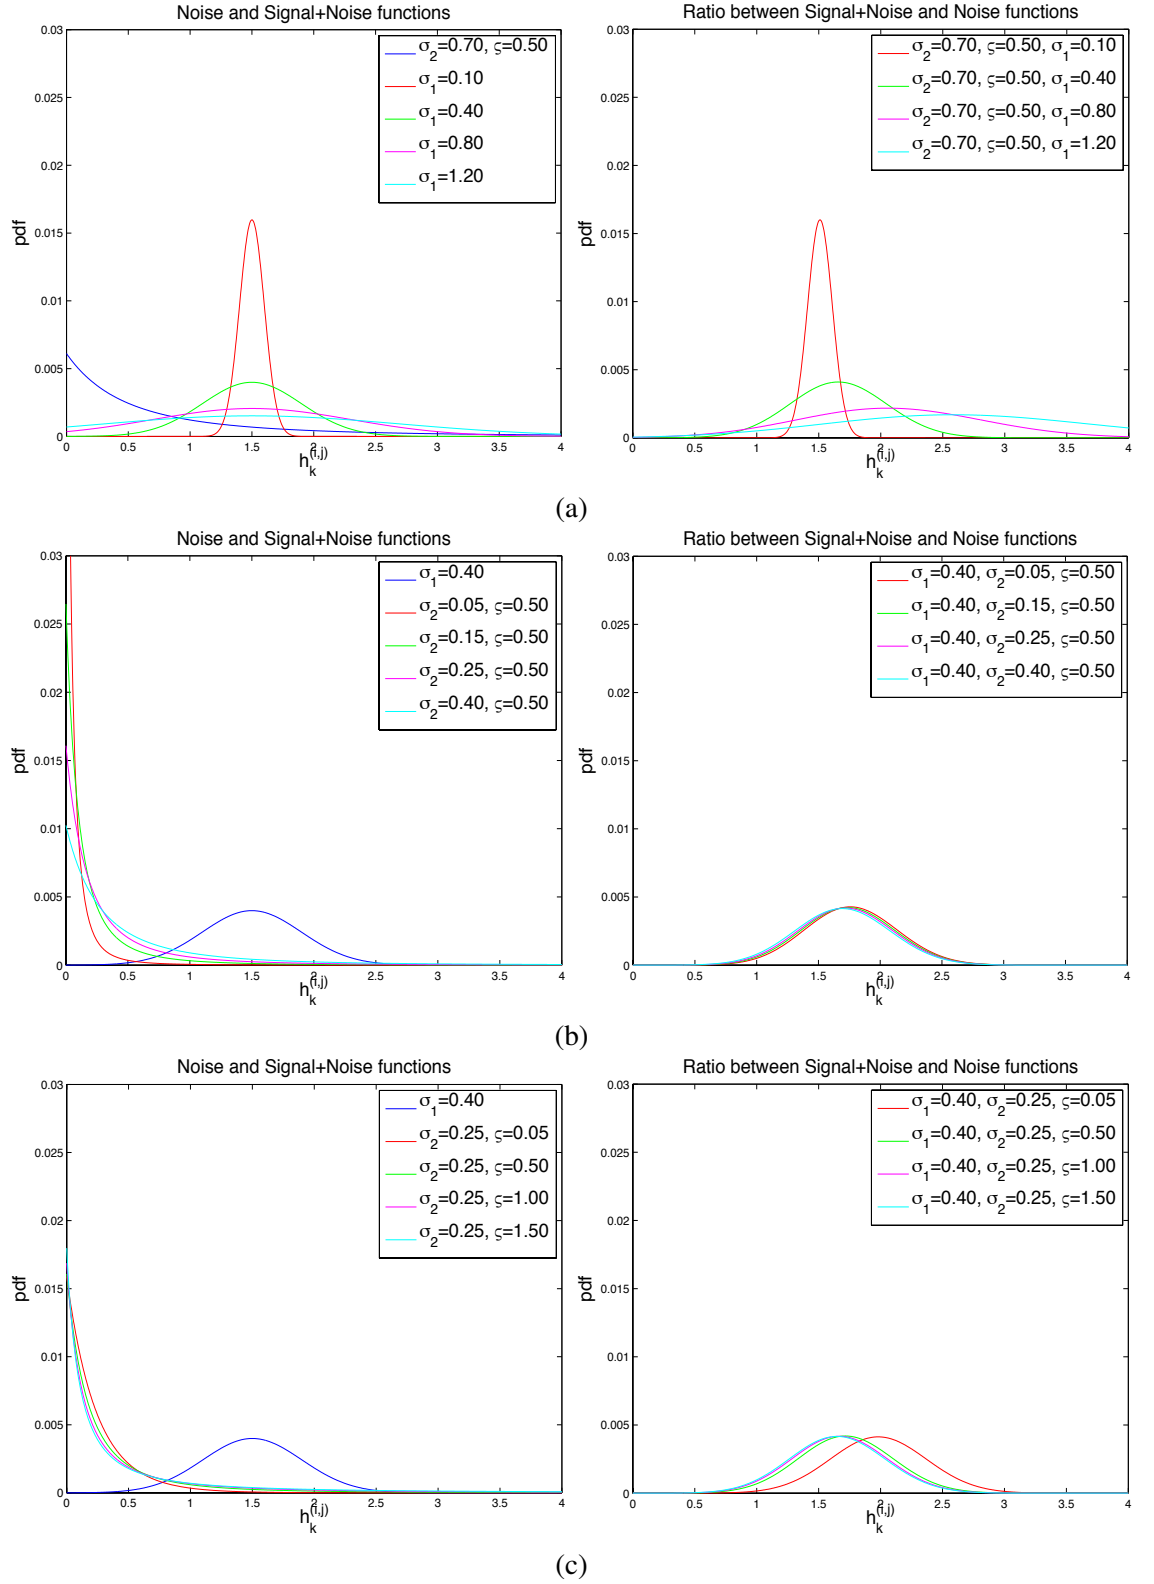 Noise and Signal+Noise functions
0.03
0.025
0.02
0.015
0.01
0.005
0
pdf
σ2=0.70, ς=0.50
σ1=0.10
σ1=0.40
σ1=0.80
σ1=1.20
0 0.5 1 1.5 2 2.5 3 3.5 4
hk(i,j)
Ratio between Signal+Noise and Noise functions
0.03
0.025
0.02
0.015
0.01
0.005
0
pdf
σ2=0.70, ς=0.50, σ1=0.10
σ2=0.70, ς=0.50, σ1=0.40
σ2=0.70, ς=0.50, σ1=0.80
σ2=0.70, ς=0.50, σ1=1.20
0 0.5 1 1.5 2 2.5 3 3.5 4
hk(i,j)
(a)
Noise and Signal+Noise functions
0.03
0.025
0.02
0.015
0.01
0.005
0
pdf
σ1=0.40
σ2=0.05, ς=0.50
σ2=0.15, ς=0.50
σ2=0.25, ς=0.50
σ2=0.40, ς=0.50
0 0.5 1 1.5 2 2.5 3 3.5 4
hk(i,j)
Ratio between Signal+Noise and Noise functions
0.03
0.025
0.02
0.015
0.01
0.005
0
pdf
σ1=0.40, σ2=0.05, ς=0.50
σ1=0.40, σ2=0.15, ς=0.50
σ1=0.40, σ2=0.25, ς=0.50
σ1=0.40, σ2=0.40, ς=0.50
0 0.5 1 1.5 2 2.5 3 3.5 4
hk(i,j)
(b)
Noise and Signal+Noise functions
0.03
0.025
0.02
0.015
0.01
0.005
0
pdf
σ1=0.40
σ2=0.25, ς=0.05
σ2=0.25, ς=0.50
σ2=0.25, ς=1.00
σ2=0.25, ς=1.50
0 0.5 1 1.5 2 2.5 3 3.5 4
hk(i,j)
Ratio between Signal+Noise and Noise functions
0.03
0.025
0.02
0.015
0.01
0.005
0
pdf
σ1=0.40, σ2=0.25, ς=0.05
σ1=0.40, σ2=0.25, ς=0.50
σ1=0.40, σ2=0.25, ς=1.00
σ1=0.40, σ2=0.25, ς=1.50
0 0.5 1 1.5 2 2.5 3 3.5 4
hk(i,j)
(c)